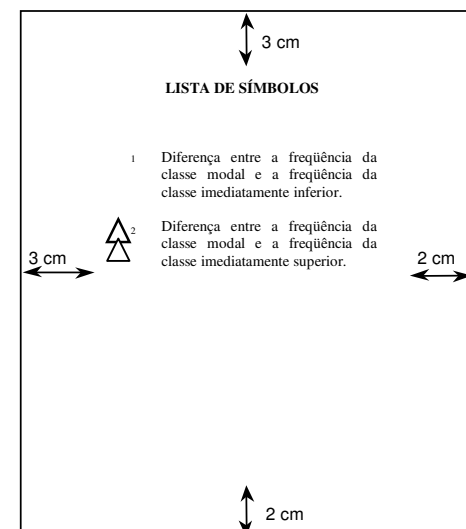 3 cm
LISTA DE SÍMBOLOS
1 Diferença entre a freqüência da
classe modal e a freqüência da
classe imediatamente inferior.
2 Diferença entre a freqüência da
classe modal e a freqüência da
classe imediatamente superior.
3 cm
2 cm
2 cm